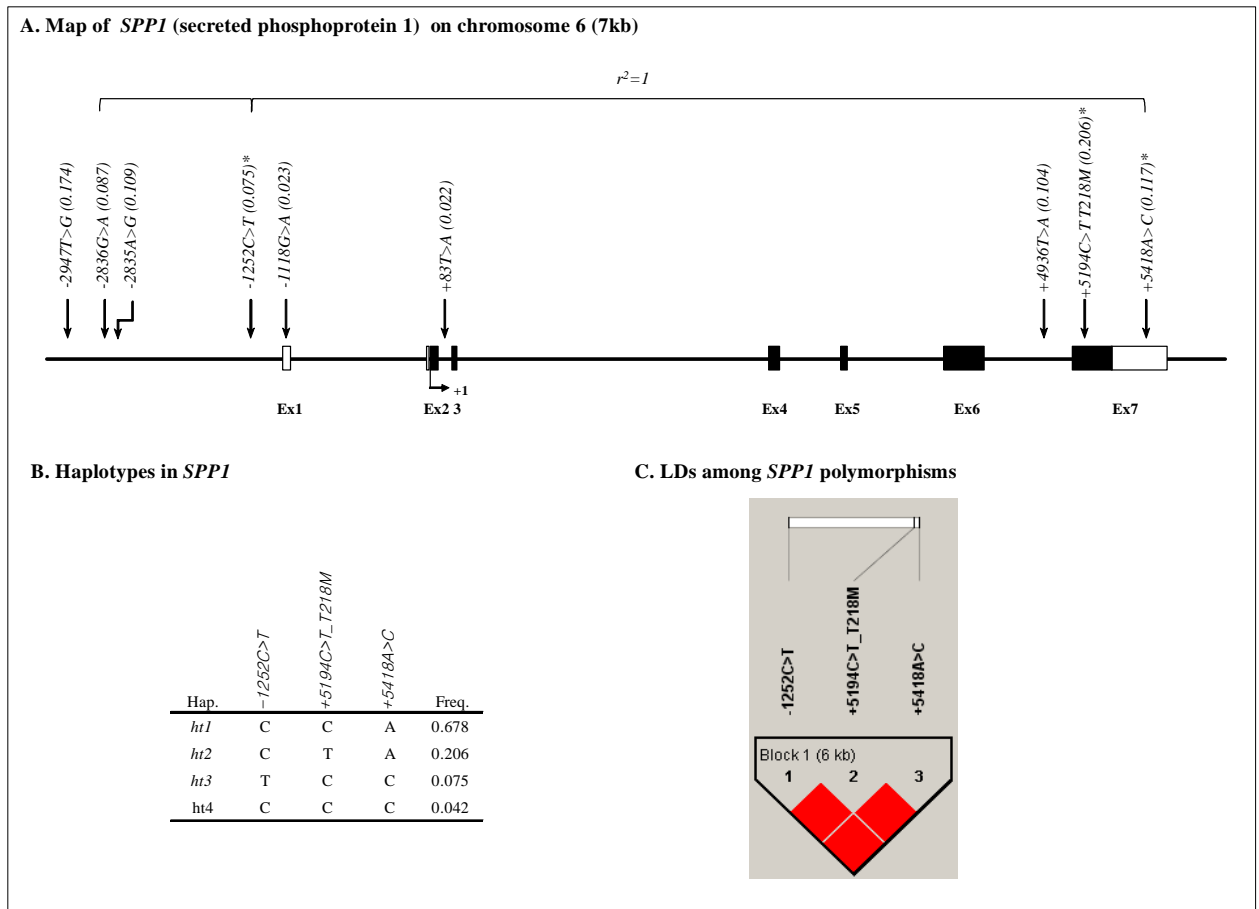 A. Map of SPP1 (secreted phosphoprotein 1) on chromosome 6 (7kb)
r²=1
-2947T>G (0.174)
-2836G>A (0.087)
-2835A>G (0.109)
-1252C>T (0.075)*
-1118G>A (0.023)
+83T>A (0.022)
+4936T>A (0.104)
+5194C>T T218M (0.206)*
+5418A>C (0.117)*
+1
Ex1 Ex2 3 Ex4 Ex5 Ex6 Ex7
B. Haplotypes in SPP1
Hap. -1252C>T +5194C>T_T218M +5418A>C Freq.
ht1 C C A 0.678
ht2 C T A 0.206
ht3 T C C 0.075
ht4 C C C 0.042
C. LDs among SPP1 polymorphisms
-1252C>T
+5194C>T_T218M
+5418A>C
Block 1 (6 kb)
1 2 3